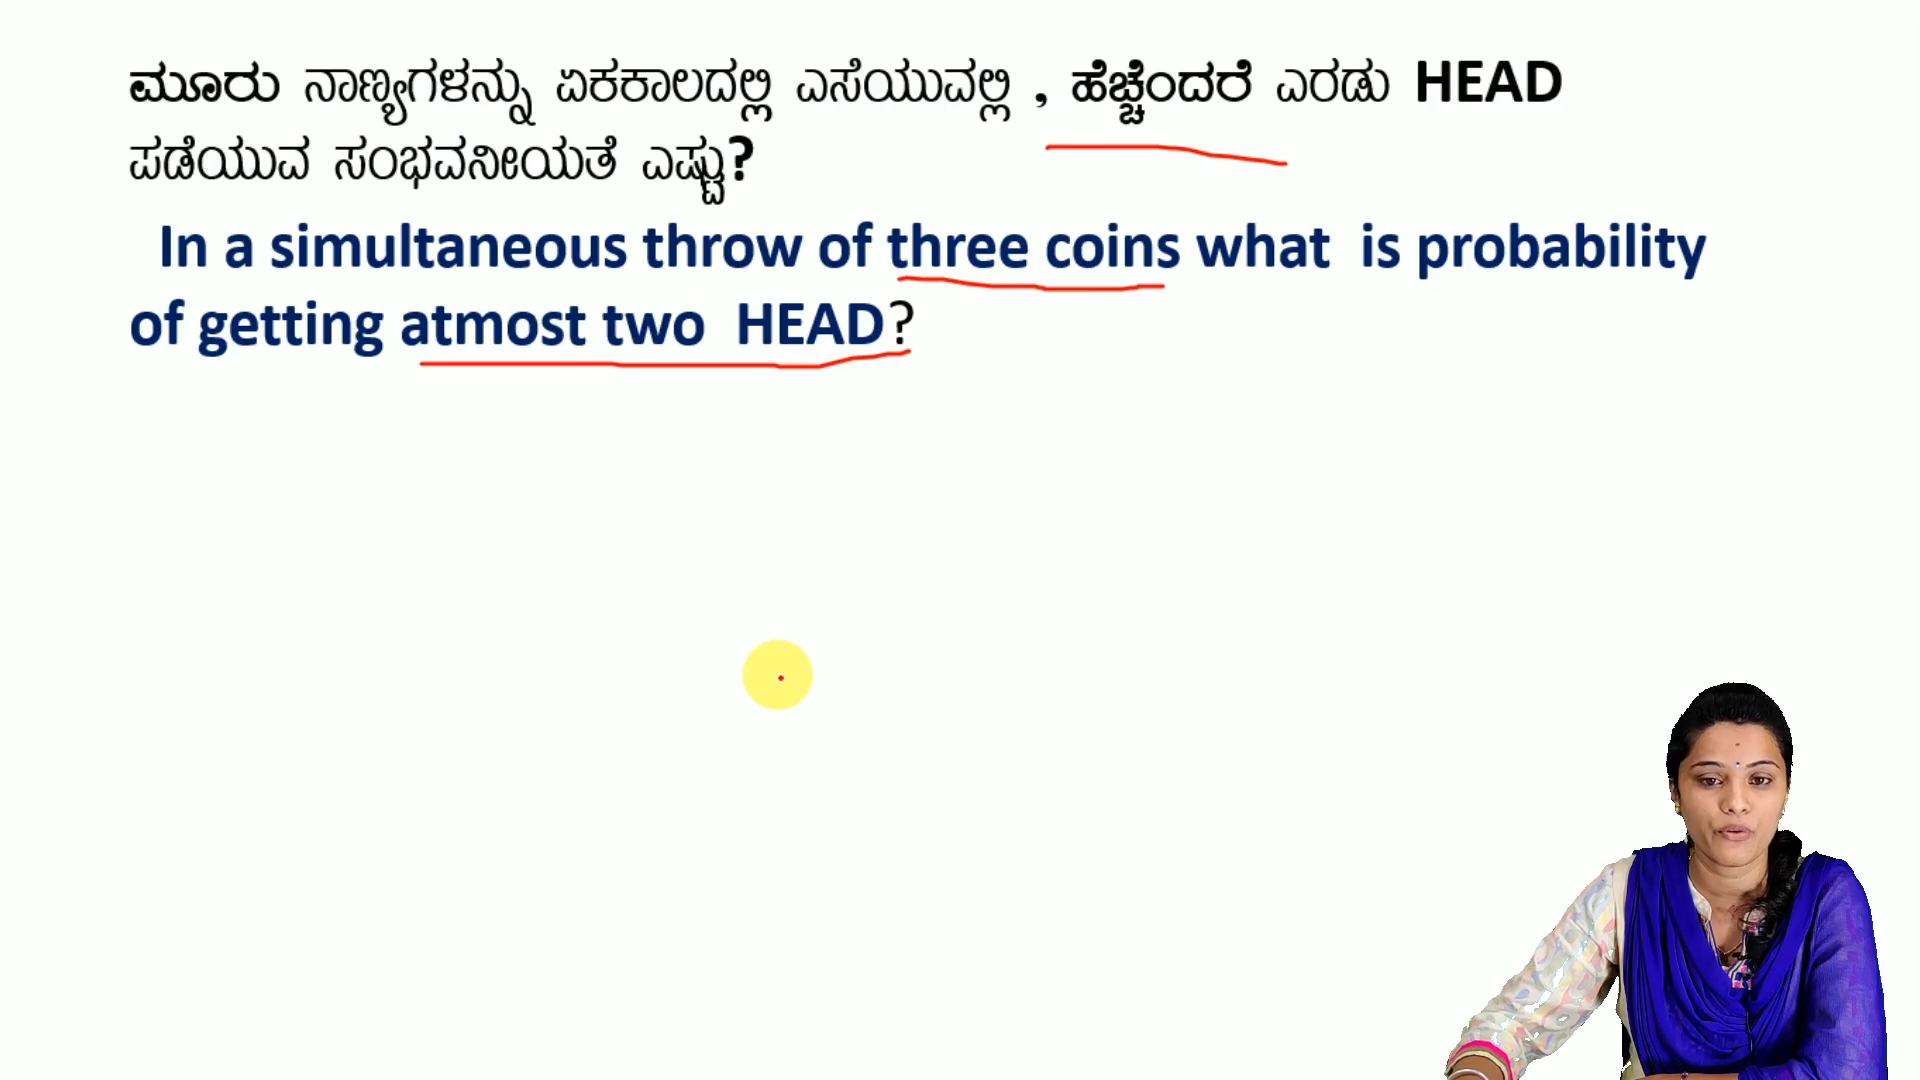 ಮೂರು ನಾಣ್ಯಗಳನ್ನು ಏಕಕಾಲದಲ್ಲಿ ಎಸೆಯುವಲ್ಲಿ , ಹೆಚ್ಚೆಂದರೆ ಎರಡು HEAD
ಪಡೆಯುವ ಸಂಭವನೀಯತೆ ಎಷ್ಟು?
In a simultaneous throw of three coins what is probability
of getting atmost two HEAD?